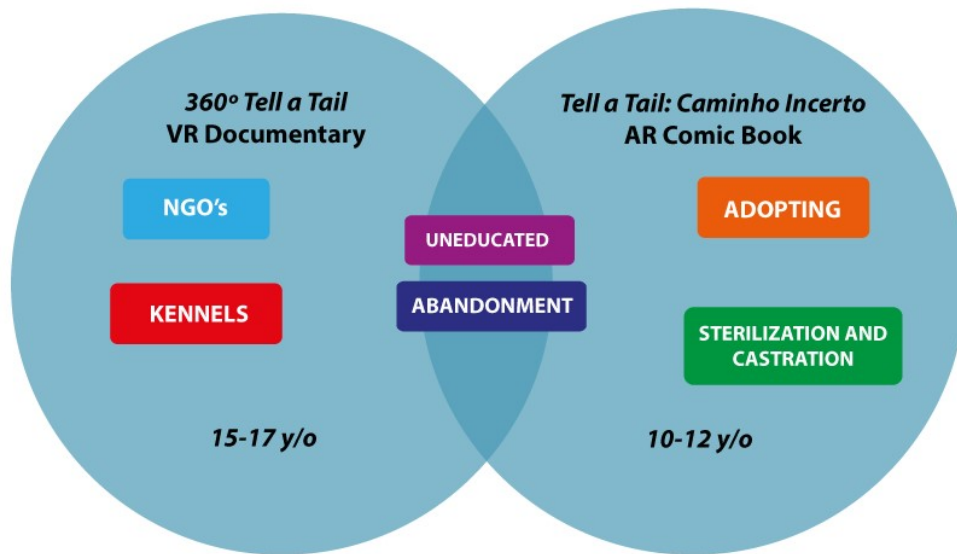 360º Tell a Tail
VR Documentary
NGO's
KENNELS
15-17 y/o
UNEDUCATED
ABANDONMENT
Tell a Tail: Caminho Incerto
AR Comic Book
ADOPTING
STERILIZATION AND
CASTRATION
10-12 y/o